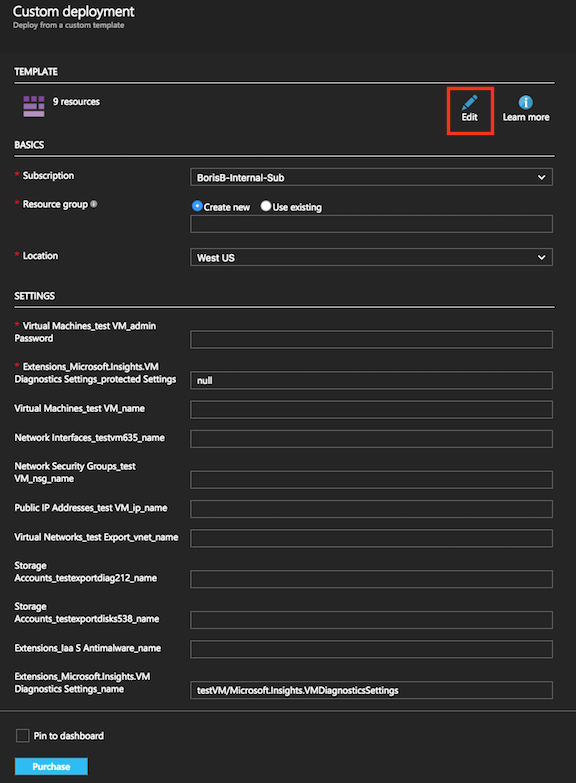 Custom deployment
Deploy from a custom template
TEMPLATE
9 resources
Edit
Learn more
BASICS
* Subscription
BorisB-Internal-Sub
* Resource group
Create new
Use existing
* Location
West US
SETTINGS
* Virtual Machines_test VM_admin
Password
* Extensions_Microsoft.Insights.VM
Diagnostics Settings_protected Settings
null
Virtual Machines_test VM_name
Network Interfaces_testvm635_name
Network Security Groups_test
VM_nsg_name
Public IP Addresses_test VM_ip_name
Virtual Networks_test Export_vnet_name
Storage
Accounts_testexportdiag212_name
Storage
Accounts_testexportdisks538_name
Extensions_Iaa S Antimalware_name
Extensions_Microsoft.Insights.VM
Diagnostics Settings_name
testVM/Microsoft.Insights.VMDiagnosticsSettings
Pin to dashboard
Purchase